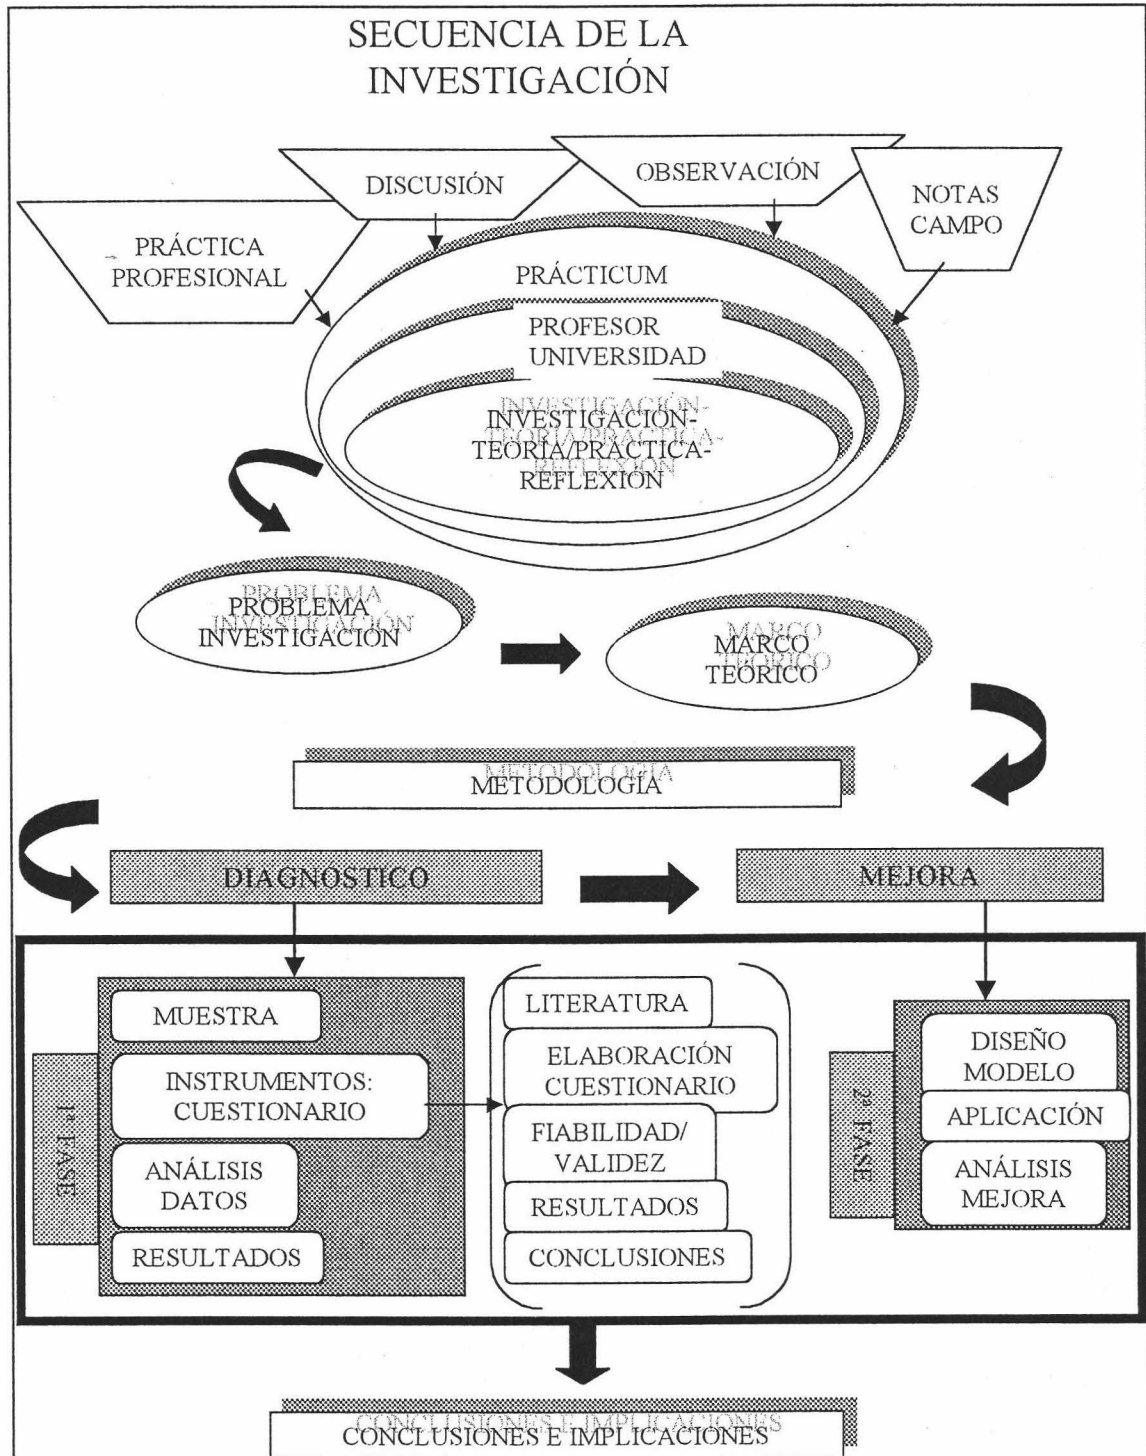 SECUENCIA DE LA
INVESTIGACIÓN
PRÁCTICA
PROFESIONAL
DISCUSIÓN
OBSERVACIÓN
NOTAS
CAMPO
PRÁCTICUM
PROFESOR
UNIVERSIDAD
INVESTIGACIÓN-
TEORÍA/PRÁCTICA-
REFLEXIÓN
PROBLEMA
INVESTIGACIÓN
MARCO
TEÓRICO
METODOLOGÍA
DIAGNÓSTICO
MEJORA
1ª FASE
MUESTRA
INSTRUMENTOS:
CUESTIONARIO
ANÁLISIS
DATOS
RESULTADOS
LITERATURA
ELABORACIÓN
CUESTIONARIO
FIABILIDAD/
VALIDEZ
RESULTADOS
CONCLUSIONES
2ª FASE
DISEÑO
MODELO
APLICACIÓN
ANÁLISIS
MEJORA
CONCLUSIONES E IMPLICACIONES